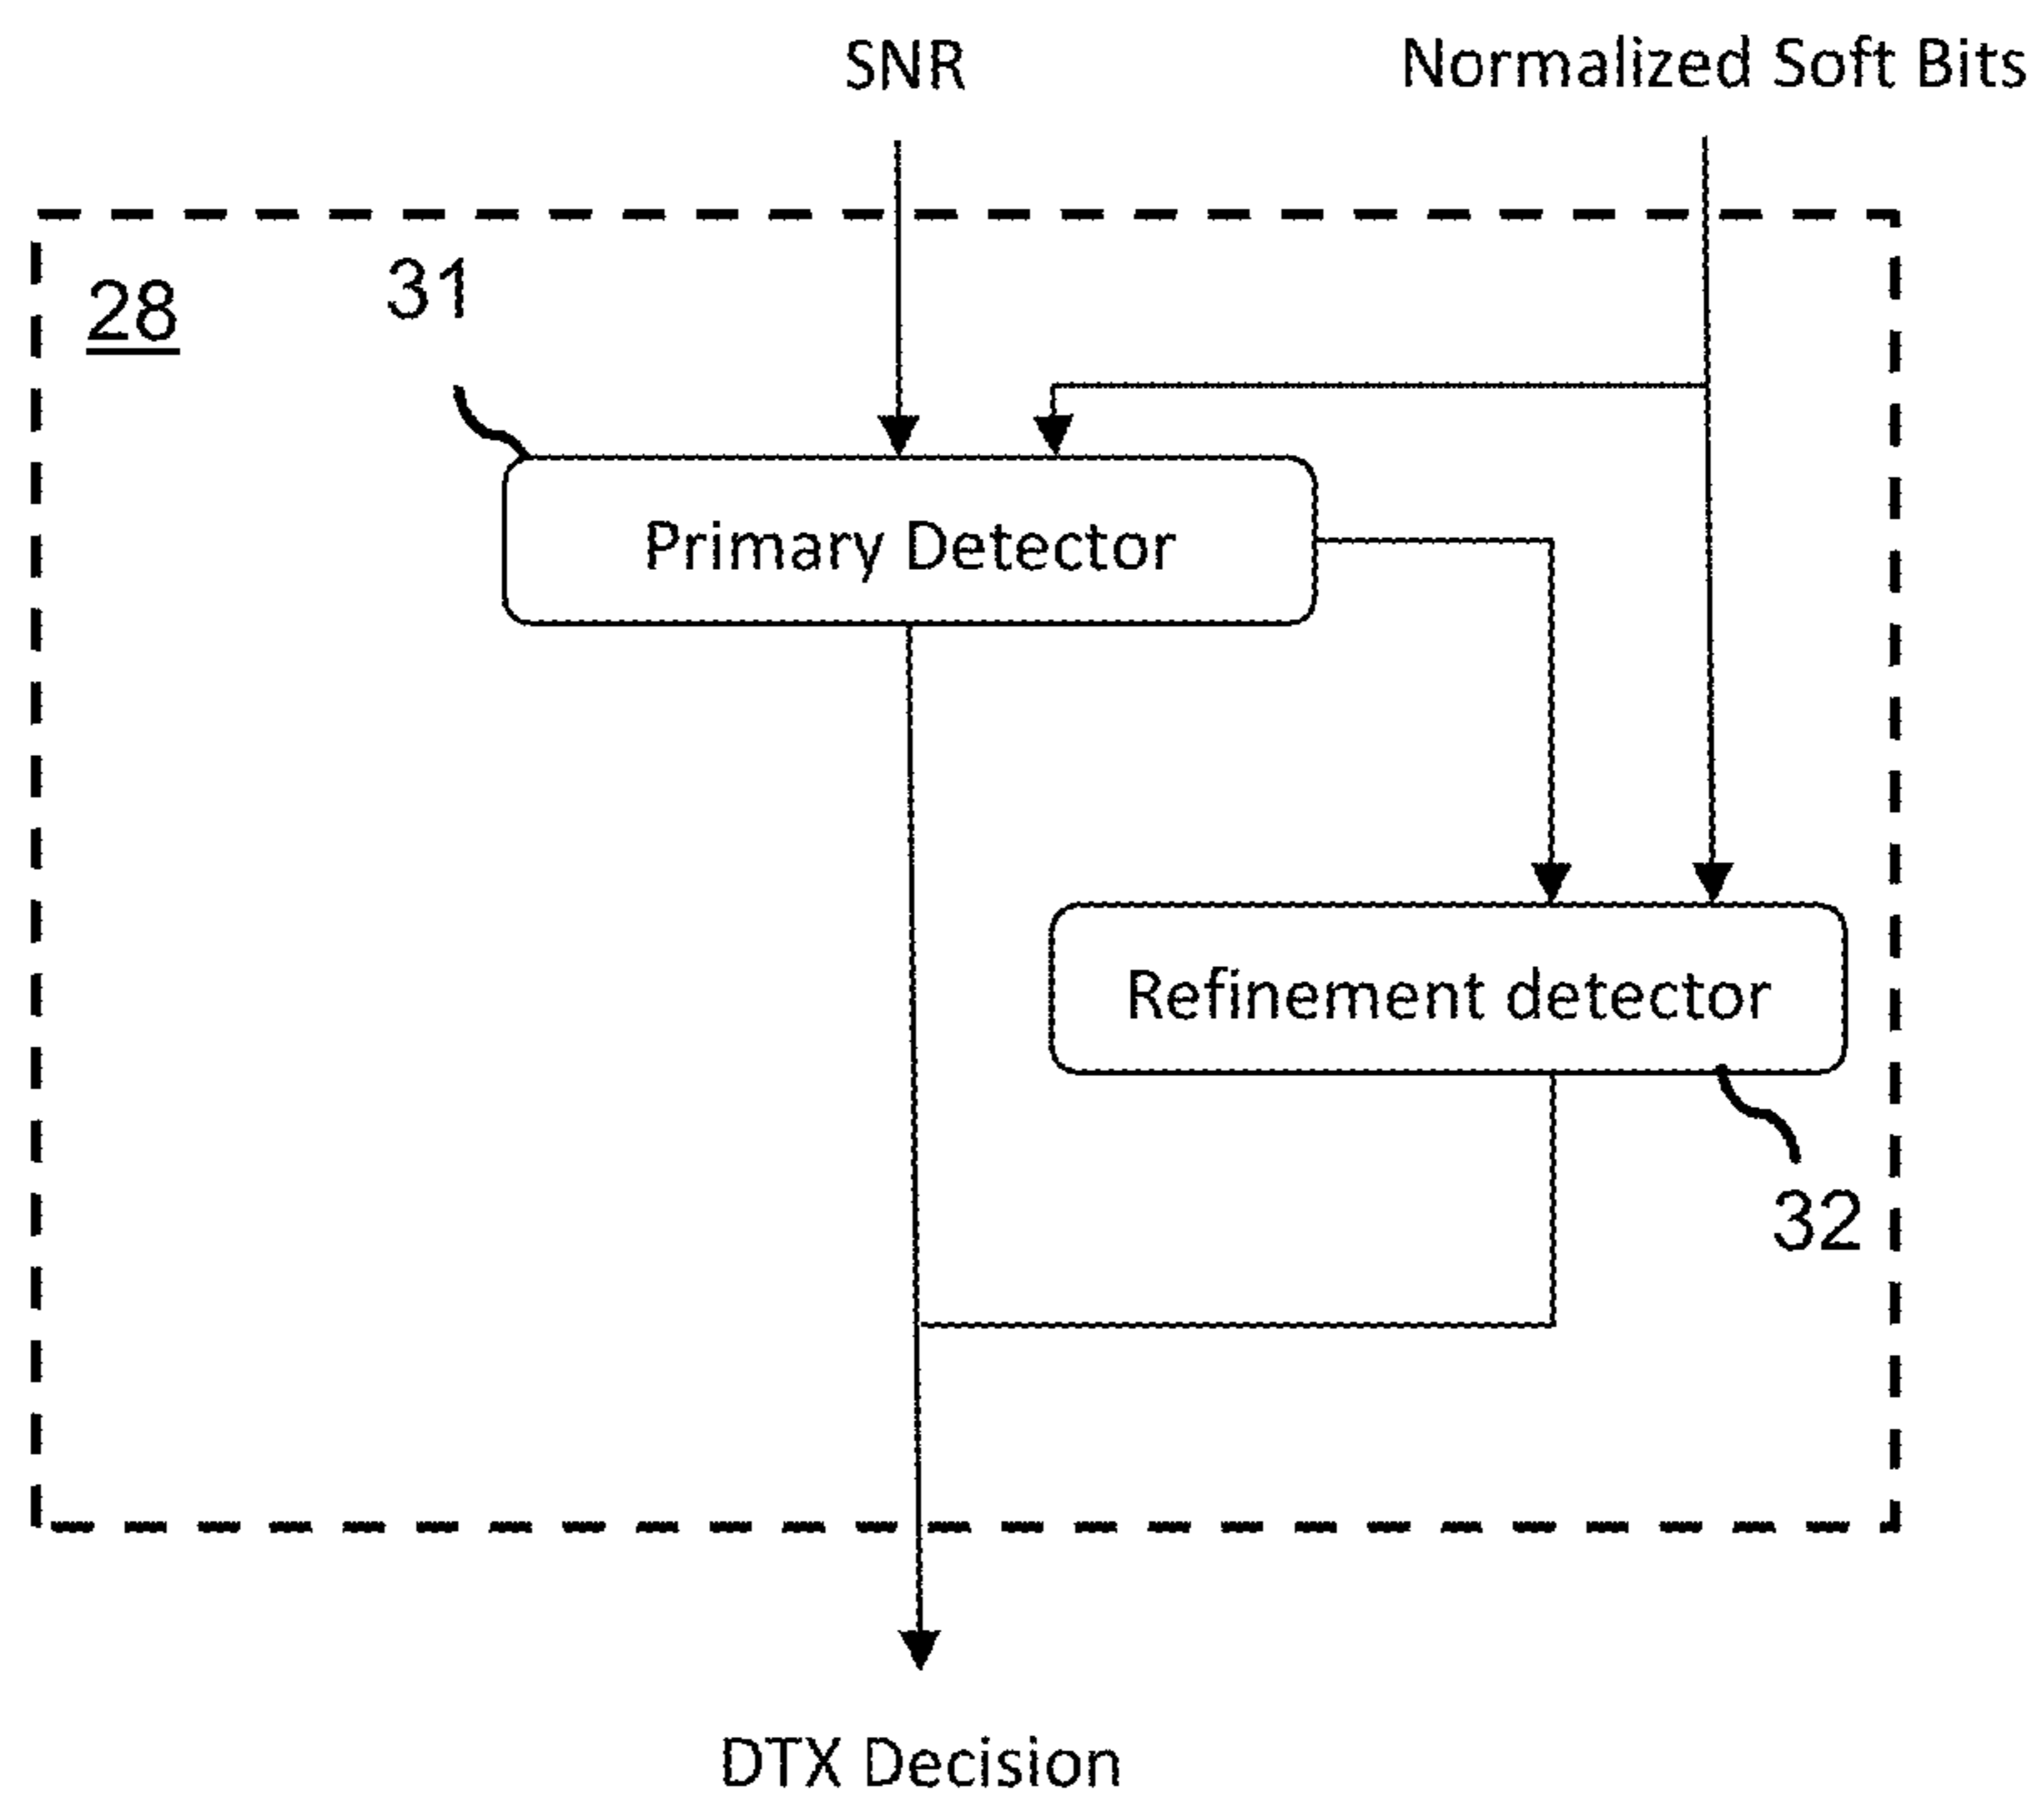 SNR
Normalized Soft Bits
28
31
Primary Detector
Refinement detector
32
DTX Decision